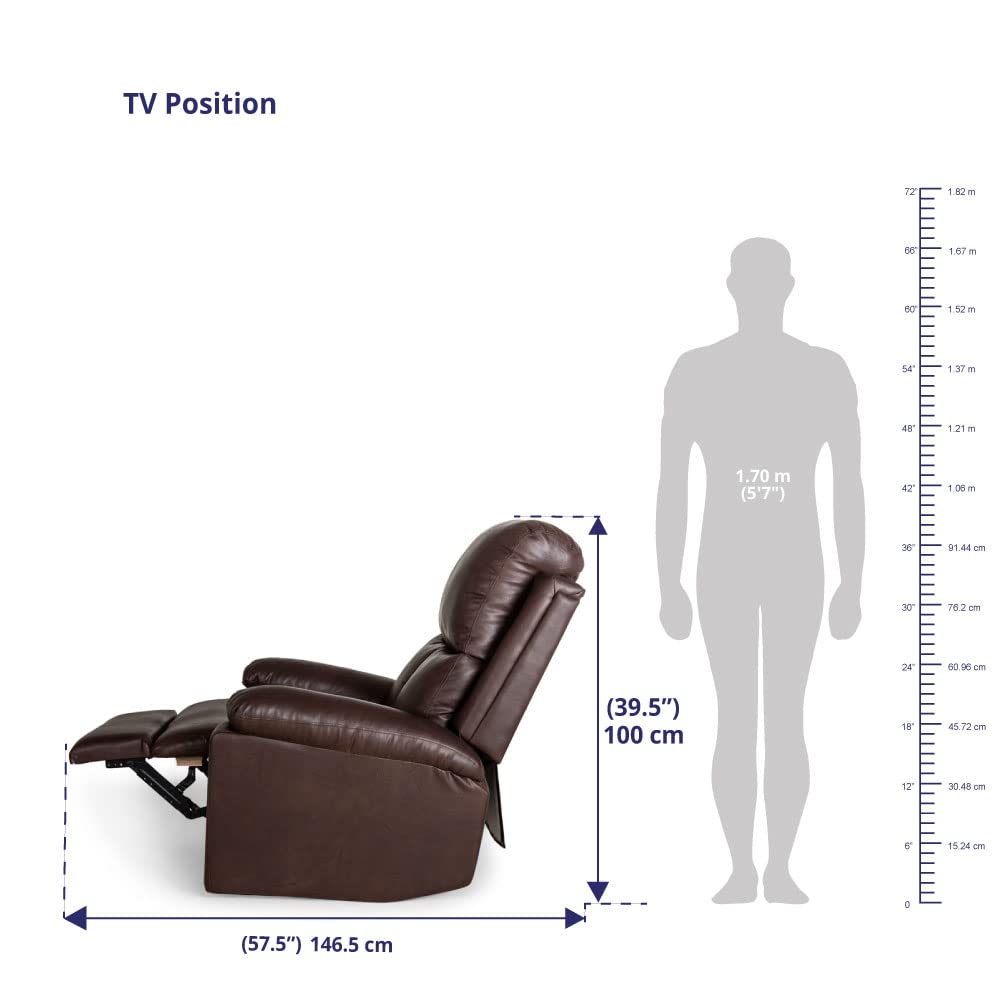 TV Position
72" 1.82 m
66" 1.67 m
60" 1.52 m
54" 1.37 m
48" 1.21 m
1.70 m
(5'7")
42" 1.06 m
36" 91.44 cm
30" 76.2 cm
24" 60.96 cm
(39.5”)
100 cm
18" 45.72 cm
12" 30.48 cm
6" 15.24 cm
0
(57.5”) 146.5 cm